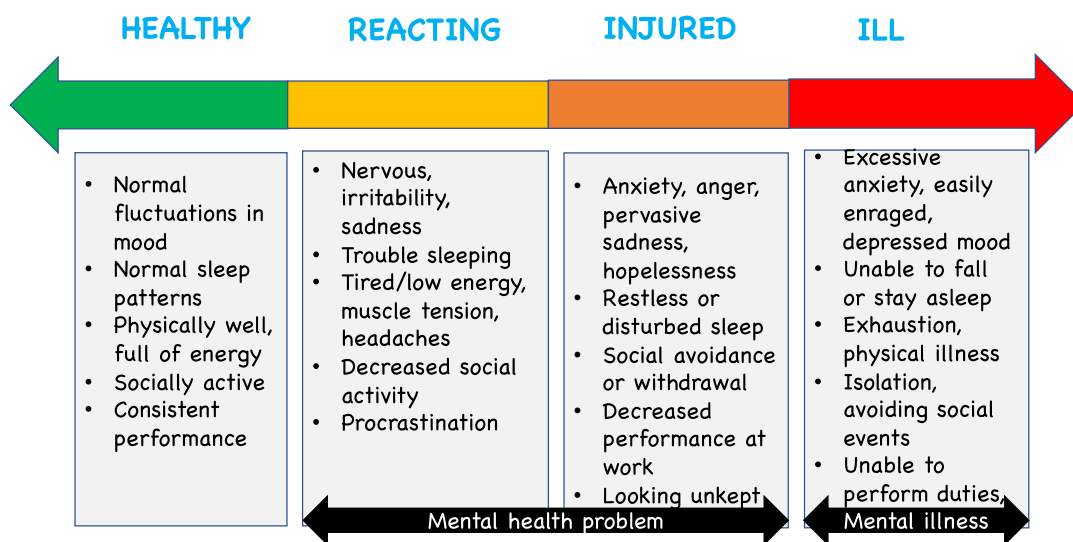 HEALTHY REACTING INJURED ILL
• Normal
fluctuations in
mood
• Normal sleep
patterns
• Physically well,
full of energy
• Socially active
• Consistent
performance
• Nervous,
irritability,
sadness
• Trouble sleeping
• Tired/low energy,
muscle tension,
headaches
• Decreased social
activity
• Procrastination
• Anxiety, anger,
pervasive
sadness,
hopelessness
• Restless or
disturbed sleep
• Social avoidance
or withdrawal
• Decreased
performance at
work
• Looking unkept
• Excessive
anxiety, easily
enraged,
depressed mood
• Unable to fall
or stay asleep
• Exhaustion,
physical illness
• Isolation,
avoiding social
events
• Unable to
perform duties,
Mental health problem
Mental illness